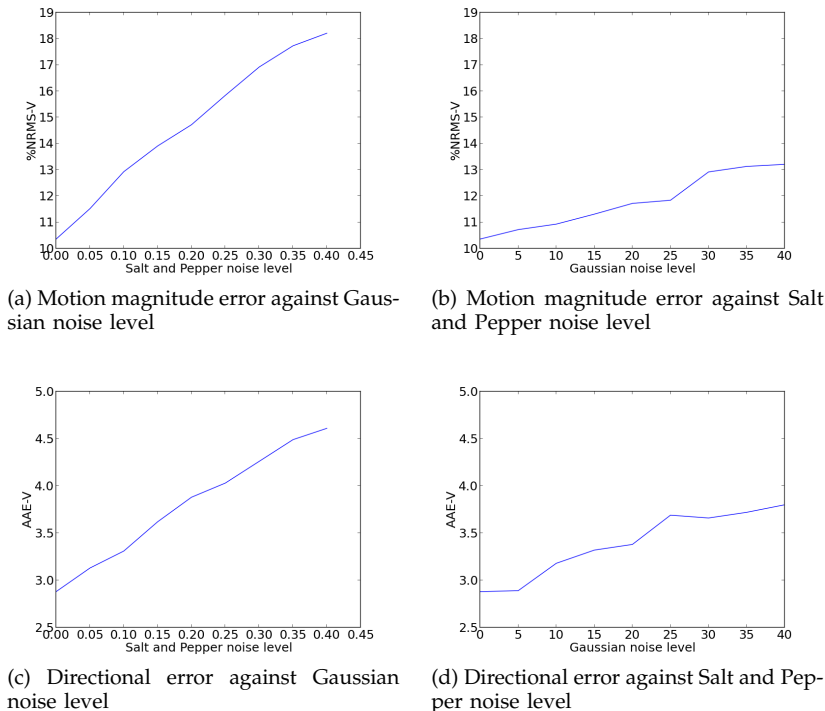 19
18
17
16
15
14
13
12
11
10
%NRMS-V
0.00 0.05 0.10 0.15 0.20 0.25 0.30 0.35 0.40 0.45
Salt and Pepper noise level
(a) Motion magnitude error against Gaus-
sian noise level
19
18
17
16
15
14
13
12
11
10
%NRMS-V
0 5 10 15 20 25 30 35 40
Gaussian noise level
(b) Motion magnitude error against Salt
and Pepper noise level
5.0
4.5
4.0
3.5
3.0
2.5
AAE-V
0.00 0.05 0.10 0.15 0.20 0.25 0.30 0.35 0.40 0.45
Salt and Pepper noise level
(c) Directional error against Gaussian
noise level
5.0
4.5
4.0
3.5
3.0
2.5
AAE-V
0 5 10 15 20 25 30 35 40
Gaussian noise level
(d) Directional error against Salt and Pep-
per noise level